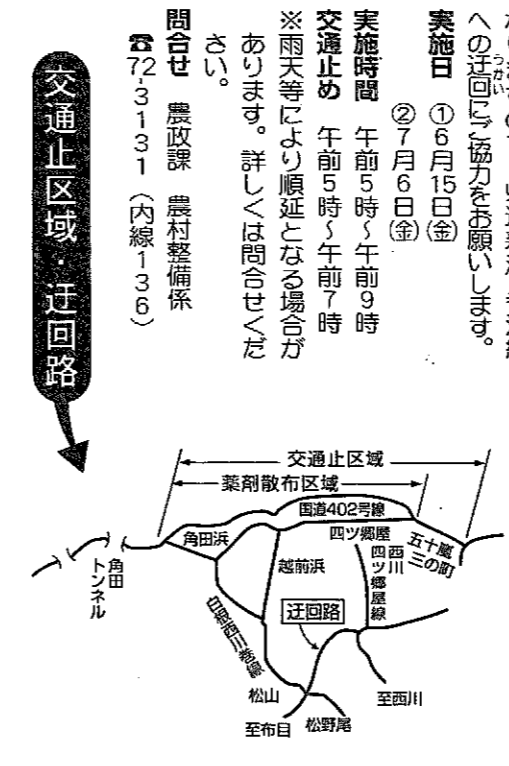 への迂回にご協力をお願いします。
うかい
実施日　①6月15日(金)
②7月6日(金)
実施時間　午前5時～午前9時
交通止め　午前5時～午前7時
※雨天等により順延となる場合が
あります。詳しくは問合せくだ
さい。
問合せ　農政課　農村整備係
☎72-3131（内線136）
交通止区域・迂回路
交通止区域
薬剤散布区域
国道402号線
角田浜
四ツ郷屋
五十嵐
三の町
越前浜
西川
四ツ郷屋線
角田
トンネル
迂回路
白根西川巻線
松山
至西川
至布目
松野尾